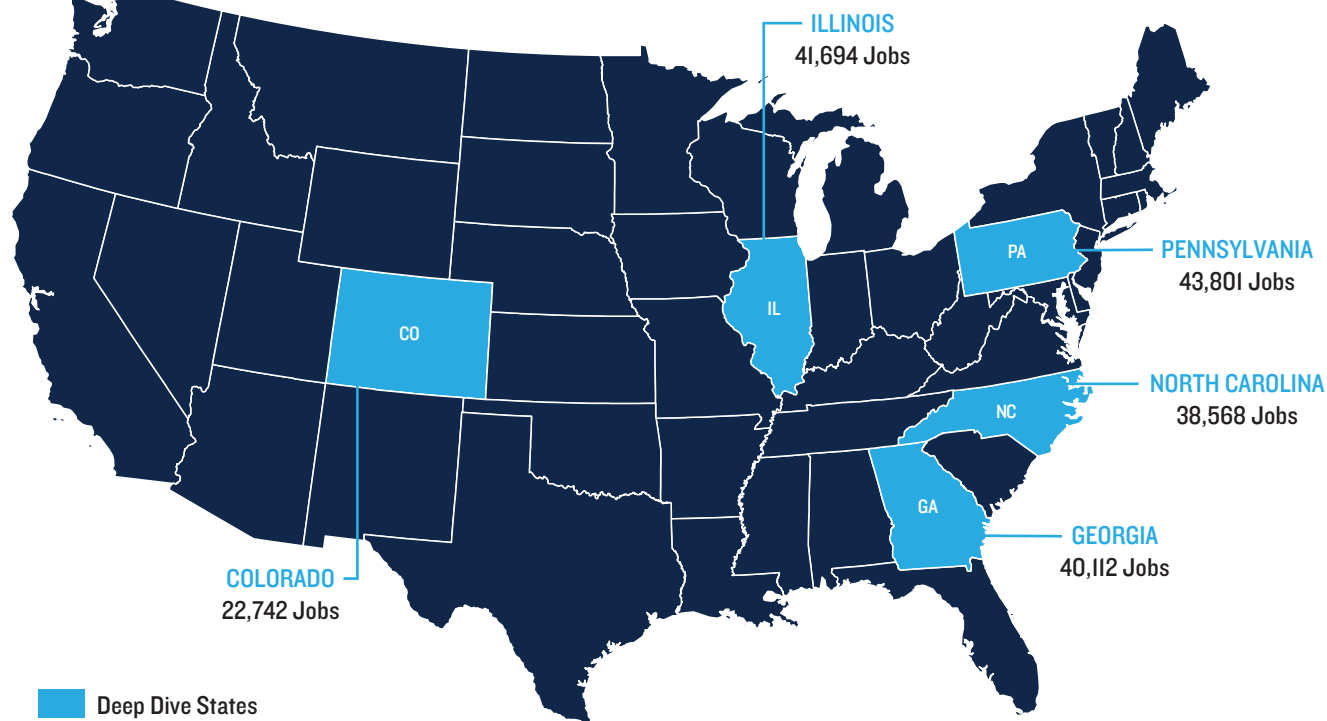 ILLINOIS
41,694 Jobs
PA
PENNSYLVANIA
43,801 Jobs
IL
CO
NORTH CAROLINA
38,568 Jobs
NC
GA
GEORGIA
40,112 Jobs
COLORADO
22,742 Jobs
Deep Dive States